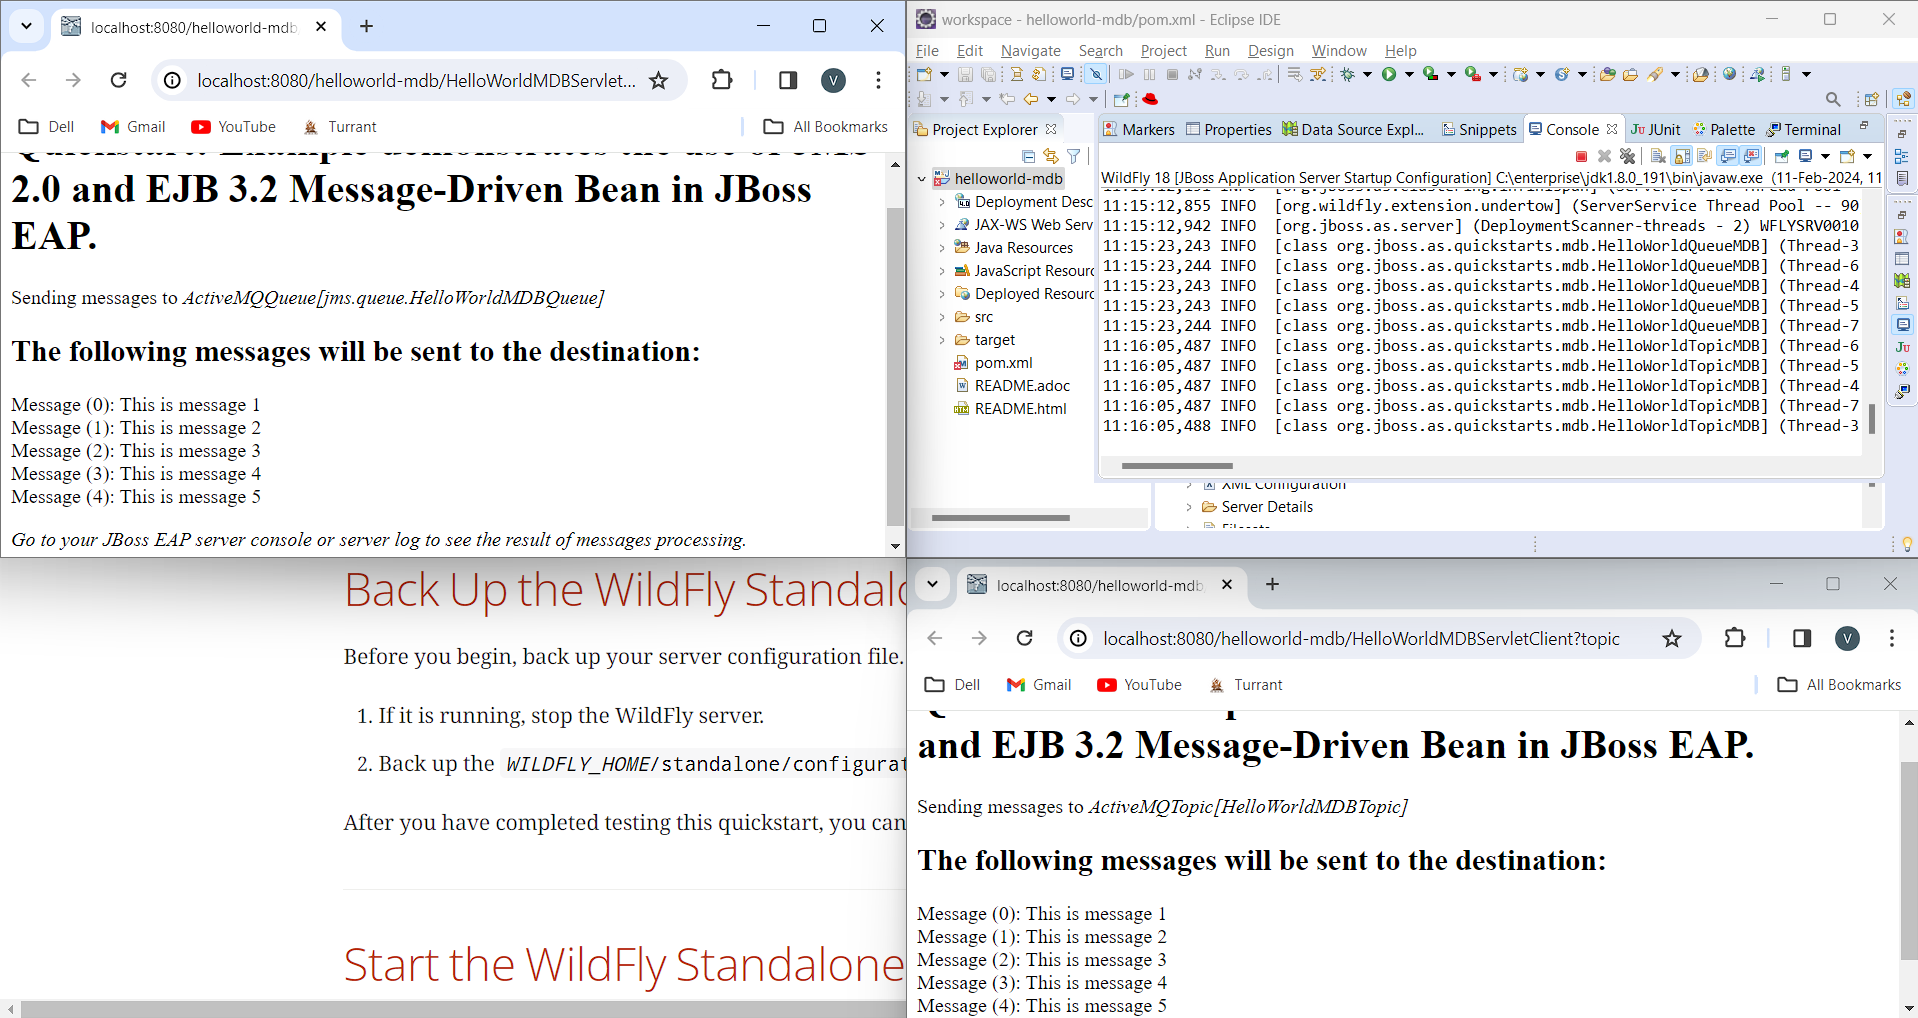 localhost:8080/helloworld-mdb
localhost:8080/helloworld-mdb/HelloWorldMDBServlet...
V
Dell
Gmail
YouTube
Turrant
All Bookmarks
2.0 and EJB 3.2 Message-Driven Bean in JBoss
EAP.
Sending messages to ActiveMQQueue[jms.queue.HelloWorldMDBQueue]
The following messages will be sent to the destination:
Message (0): This is message 1
Message (1): This is message 2
Message (2): This is message 3
Message (3): This is message 4
Message (4): This is message 5
Go to your JBoss EAP server console or server log to see the result of messages processing.
workspace - helloworld-mdb/pom.xml - Eclipse IDE
File Edit Navigate Search Project Run Design Window Help
Project Explorer
helloworld-mdb
Deployment Desc
JAX-WS Web Serv
Java Resources
JavaScript Resourc
Deployed Resourc
src
target
pom.xml
README.adoc
README.html
Markers Properties Data Source Expl... Snippets Console JUnit Palette Terminal
WildFly 18 [JBoss Application Server Startup Configuration] C:\enterprise\jdk1.8.0_191\bin\javaw.exe (11-Feb-2024, 11
11:15:12,855 INFO [org.wildfly.extension.undertow] (ServerService Thread Pool -- 90
11:15:12,942 INFO [org.jboss.as.server] (DeploymentScanner-threads - 2) WFLYSRV0010
11:15:23,243 INFO [class org.jboss.as.quickstarts.mdb.HelloWorldQueueMDB] (Thread-3
11:15:23,244 INFO [class org.jboss.as.quickstarts.mdb.HelloWorldQueueMDB] (Thread-6
11:15:23,243 INFO [class org.jboss.as.quickstarts.mdb.HelloWorldQueueMDB] (Thread-4
11:15:23,243 INFO [class org.jboss.as.quickstarts.mdb.HelloWorldQueueMDB] (Thread-5
11:15:23,244 INFO [class org.jboss.as.quickstarts.mdb.HelloWorldQueueMDB] (Thread-7
11:16:05,487 INFO [class org.jboss.as.quickstarts.mdb.HelloWorldTopicMDB] (Thread-6
11:16:05,487 INFO [class org.jboss.as.quickstarts.mdb.HelloWorldTopicMDB] (Thread-5
11:16:05,487 INFO [class org.jboss.as.quickstarts.mdb.HelloWorldTopicMDB] (Thread-4
11:16:05,487 INFO [class org.jboss.as.quickstarts.mdb.HelloWorldTopicMDB] (Thread-7
11:16:05,488 INFO [class org.jboss.as.quickstarts.mdb.HelloWorldTopicMDB] (Thread-3
XML Configuration
Server Details
Filesets
Back Up the WildFly Standalo
Before you begin, back up your server configuration file.
1. If it is running, stop the WildFly server.
2. Back up the WILDFLY_HOME/standalone/configurat
After you have completed testing this quickstart, you can
Start the WildFly Standalone
localhost:8080/helloworld-mdb
localhost:8080/helloworld-mdb/HelloWorldMDBServletClient?topic
V
Dell
Gmail
YouTube
Turrant
All Bookmarks
and EJB 3.2 Message-Driven Bean in JBoss EAP.
Sending messages to ActiveMQTopic[HelloWorldMDBTopic]
The following messages will be sent to the destination:
Message (0): This is message 1
Message (1): This is message 2
Message (2): This is message 3
Message (3): This is message 4
Message (4): This is message 5